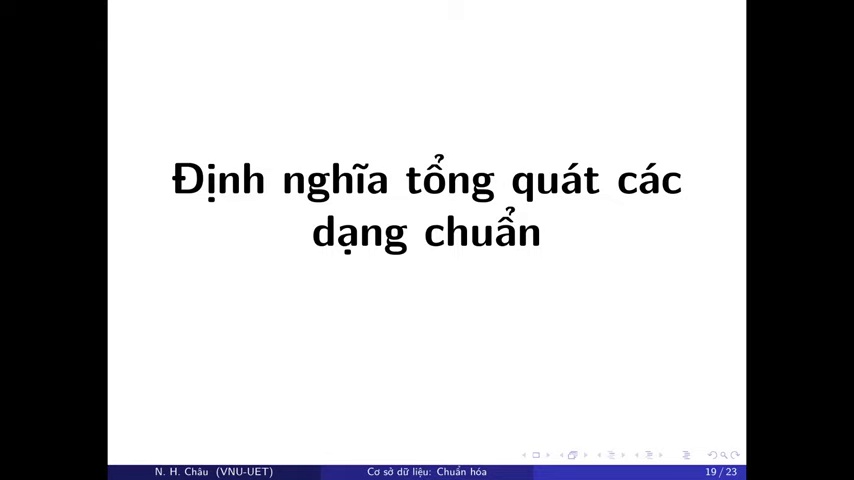 Định nghĩa tổng quát các
dạng chuẩn
N. H. Châu (VNU-UET) Cơ sở dữ liệu: Chuẩn hóa 19 / 23